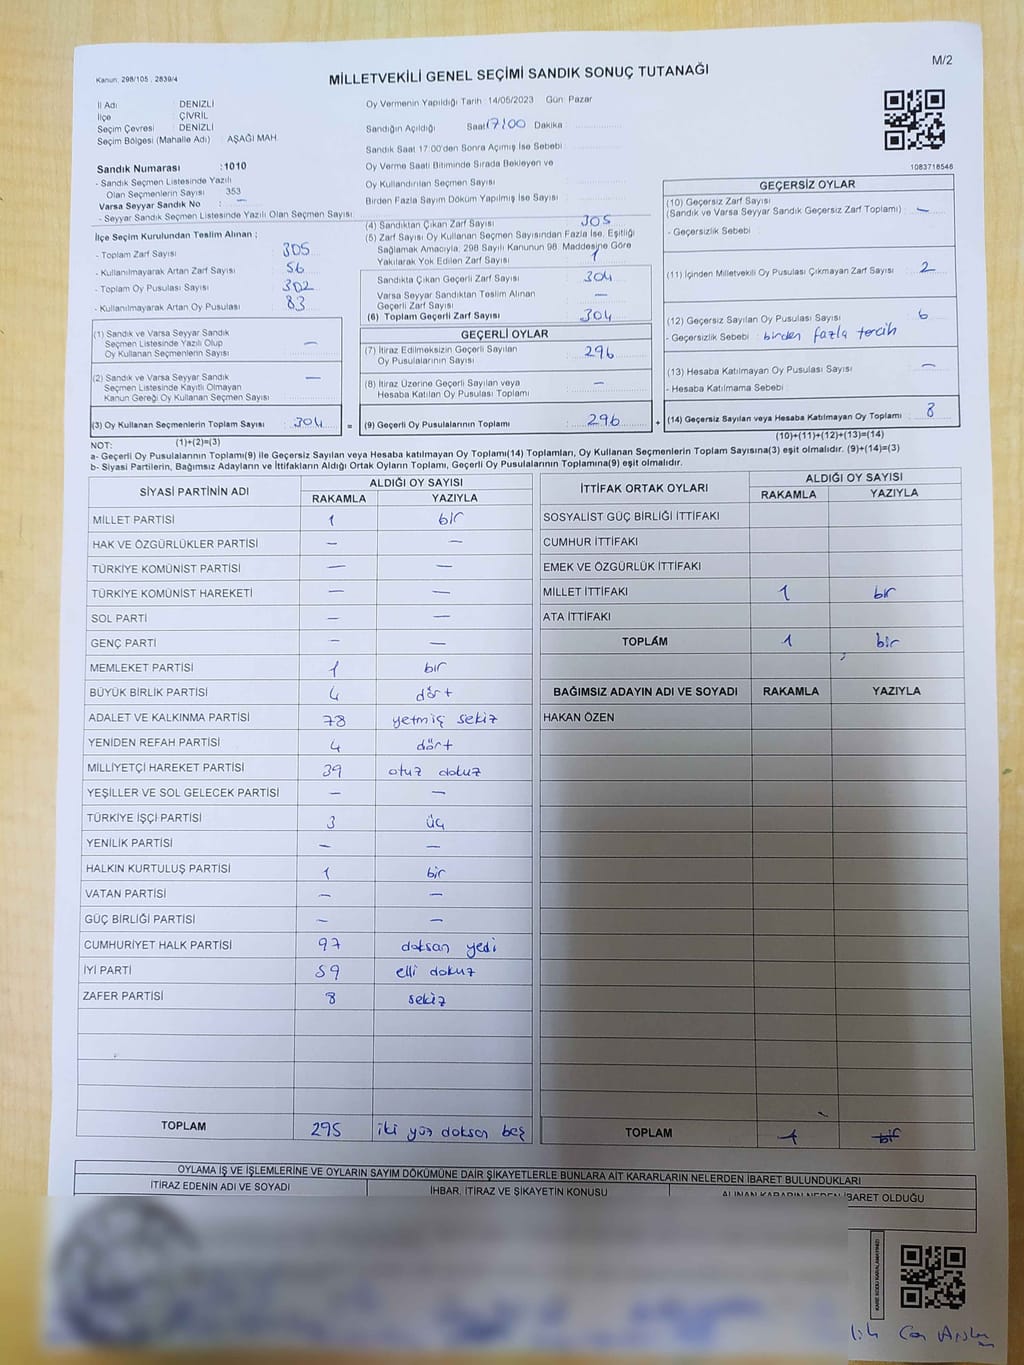 Kanun, 298/105 , 2839/4
MİLLETVEKİLİ GENEL SEÇİMİ SANDIK SONUÇ TUTANAĞI
M/2
İl Adı : DENİZLİ
İlçe : ÇİVRİL
Seçim Çevresi : DENİZLİ
Seçim Bölgesi (Mahalle Adı) : AŞAĞI MAH.
Sandık Numarası :1010
- Sandık Seçmen Listesinde Yazılı
Olan Seçmenlerin Sayısı 353
Varsa Seyyar Sandık No : —
- Seyyar Sandık Seçmen Listesinde Yazılı Olan Seçmen Sayısı:
Oy Vermenin Yapıldığı Tarih :14/05/2023 Gün: Pazar
Sandığın Açıldığı Saat 17:00 Dakika
Sandık Saat 17:00'den Sonra Açılmış İse Sebebi
Oy Verme Saati Bitiminde Sırada Bekleyen ve
Oy Kullandırılan Seçmen Sayısı
Birden Fazla Sayım Döküm Yapılmış İse Sayısı
1083718546
İlçe Seçim Kurulundan Teslim Alınan ;
- Toplam Zarf Sayısı : 305
- Kullanılmayarak Artan Zarf Sayısı : 56
- Toplam Oy Pusulası Sayısı : 302
- Kullanılmayarak Artan Oy Pusulası : 83
(4) Sandıktan Çıkan Zarf Sayısı : 305
(5) Zarf Sayısı Oy Kullanan Seçmen Sayısından Fazla İse, Eşitliği
Sağlamak Amacıyla; 298 Sayılı Kanunun 98. Maddesine Göre
Yakılarak Yok Edilen Zarf Sayısı : 1
Sandıkta Çıkan Geçerli Zarf Sayısı : 304
Varsa Seyyar Sandıktan Teslim Alınan
Geçerli Zarf Sayısı : —
(6) Toplam Geçerli Zarf Sayısı : 304
GEÇERSİZ OYLAR
(10) Geçersiz Zarf Sayısı
(Sandık ve Varsa Seyyar Sandık Geçersiz Zarf Toplamı) : —
- Geçersizlik Sebebi :
(11) İçinden Milletvekili Oy Pusulası Çıkmayan Zarf Sayısı : 2
(12) Geçersiz Sayılan Oy Pusulası Sayısı : 6
- Geçersizlik Sebebi : birden fazla tercih
(13) Hesaba Katılmayan Oy Pusulası Sayısı : —
- Hesaba Katılmama Sebebi :
(14) Geçersiz Sayılan veya Hesaba Katılmayan Oy Toplamı : 8
(10)+(11)+(12)+(13)=(14)
(1) Sandık ve Varsa Seyyar Sandık
Seçmen Listesinde Yazılı Olup
Oy Kullanan Seçmenlerin Sayısı : —
(2) Sandık ve Varsa Seyyar Sandık
Seçmen Listesinde Kayıtlı Olmayan
Kanun Gereği Oy Kullanan Seçmen Sayısı : —
(3) Oy Kullanan Seçmenlerin Toplam Sayısı : 304 =
GEÇERLİ OYLAR
(7) İtiraz Edilmeksizin Geçerli Sayılan
Oy Pusulalarının Sayısı : 296
(8) İtiraz Üzerine Geçerli Sayılan veya
Hesaba Katılan Oy Pusulası Toplamı : —
(9) Geçerli Oy Pusulalarının Toplamı : 296 +
NOT: (1)+(2)=(3)
a- Geçerli Oy Pusulalarının Toplamı(9) ile Geçersiz Sayılan veya Hesaba katılmayan Oy Toplamı(14) Toplamları, Oy Kullanan Seçmenlerin Toplam Sayısına(3) eşit olmalıdır. (9)+(14)=(3)
b- Siyasi Partilerin, Bağımsız Adayların ve İttifakların Aldığı Ortak Oyların Toplamı, Geçerli Oy Pusulalarının Toplamına(9) eşit olmalıdır.
SİYASİ PARTİNİN ADI ALDIĞI OY SAYISI
RAKAMLA YAZIYLA
MİLLET PARTİSİ 1 bir
HAK VE ÖZGÜRLÜKLER PARTİSİ — —
TÜRKİYE KOMÜNİST PARTİSİ — —
TÜRKİYE KOMÜNİST HAREKETİ — —
SOL PARTİ — —
GENÇ PARTİ — —
MEMLEKET PARTİSİ 1 bir
BÜYÜK BİRLİK PARTİSİ 4 dört
ADALET VE KALKINMA PARTİSİ 78 yetmiş sekiz
YENİDEN REFAH PARTİSİ 4 dört
MİLLİYETÇİ HAREKET PARTİSİ 39 otuz dokuz
YEŞİLLER VE SOL GELECEK PARTİSİ — —
TÜRKİYE İŞÇİ PARTİSİ 3 üç
YENİLİK PARTİSİ — —
HALKIN KURTULUŞ PARTİSİ 1 bir
VATAN PARTİSİ — —
GÜÇ BİRLİĞİ PARTİSİ — —
CUMHURİYET HALK PARTİSİ 97 doksan yedi
İYİ PARTİ 59 elli dokuz
ZAFER PARTİSİ 8 sekiz
TOPLAM 295 iki yüz doksan beş
İTTİFAK ORTAK OYLARI ALDIĞI OY SAYISI
RAKAMLA YAZIYLA
SOSYALİST GÜÇ BİRLİĞİ İTTİFAKI
CUMHUR İTTİFAKI
EMEK VE ÖZGÜRLÜK İTTİFAKI
MİLLET İTTİFAKI 1 bir
ATA İTTİFAKI
TOPLAM 1 bir
BAĞIMSIZ ADAYIN ADI VE SOYADI RAKAMLA YAZIYLA
HAKAN ÖZEN
TOPLAM 1 bir
OYLAMA İŞ VE İŞLEMLERİNE VE OYLARIN SAYIM DÖKÜMÜNE DAİR ŞİKAYETLERLE BUNLARA AİT KARARLARIN NELERDEN İBARET BULUNDUKLARI
İTİRAZ EDENİN ADI VE SOYADI İHBAR, İTİRAZ VE ŞİKAYETİN KONUSU ALINAN KARARIN NEDEN İBARET OLDUĞU